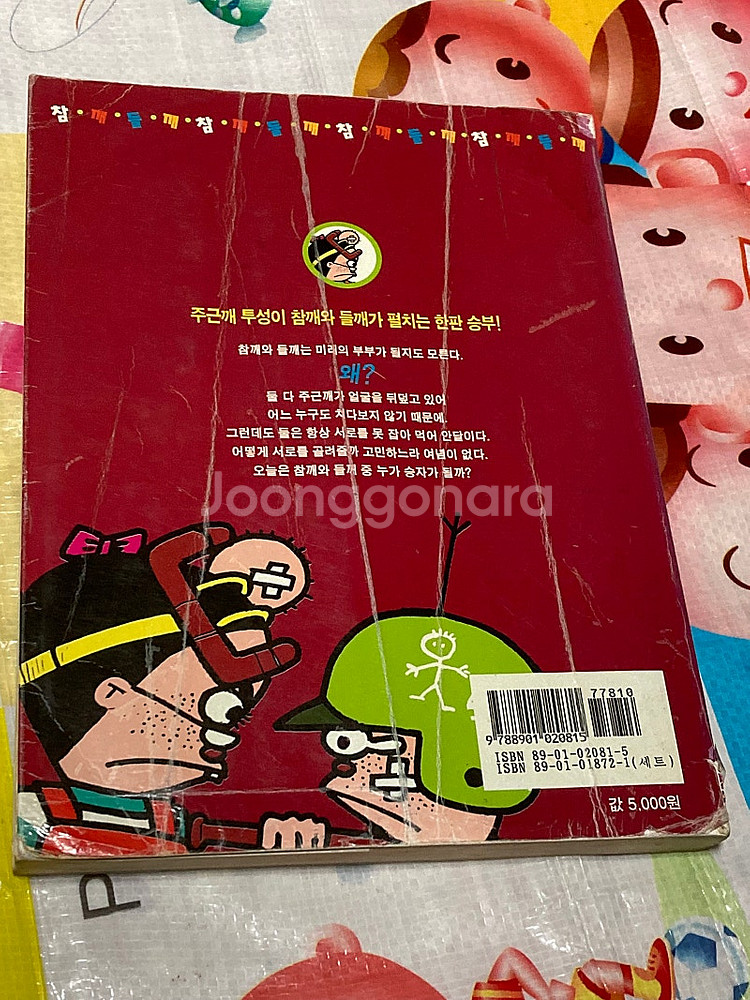 참·깨·들·깨·참·깨·들·깨·참·깨·들·깨·참·깨·들·깨
주근깨 투성이 참깨와 들깨가 펼치는 한판 승부!
참깨와 들깨는 미래의 부부가 될지도 모른다.
왜?
둘 다 주근깨가 얼굴을 뒤덮고 있어
어느 누구도 쳐다보지 않기 때문에.
그런데도 둘은 항상 서로를 못 잡아 먹어 안달이다.
어떻게 서로를 골려줄까 고민하느라 여념이 없다.
오늘은 참깨와 들깨 중 누가 승자가 될까?
Joonggonara
77810
9788901020815
ISBN 89-01-02081-5
ISBN 89-01-01872-1(세트)
값 5,000원
P